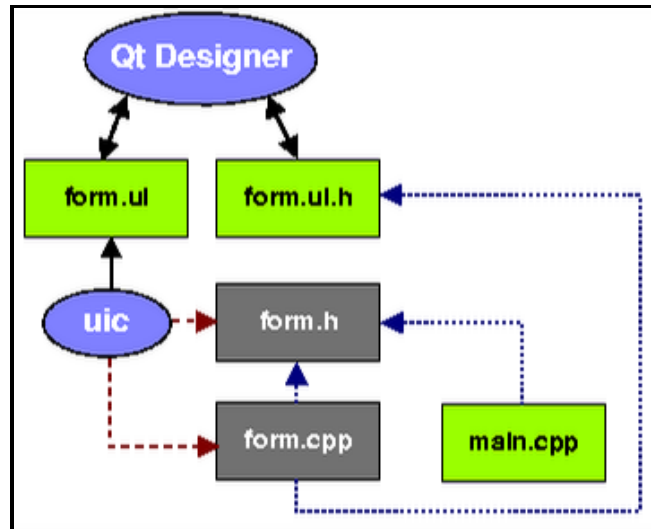 Qt Designer
form.ui
form.ui.h
uic
form.h
form.cpp
main.cpp